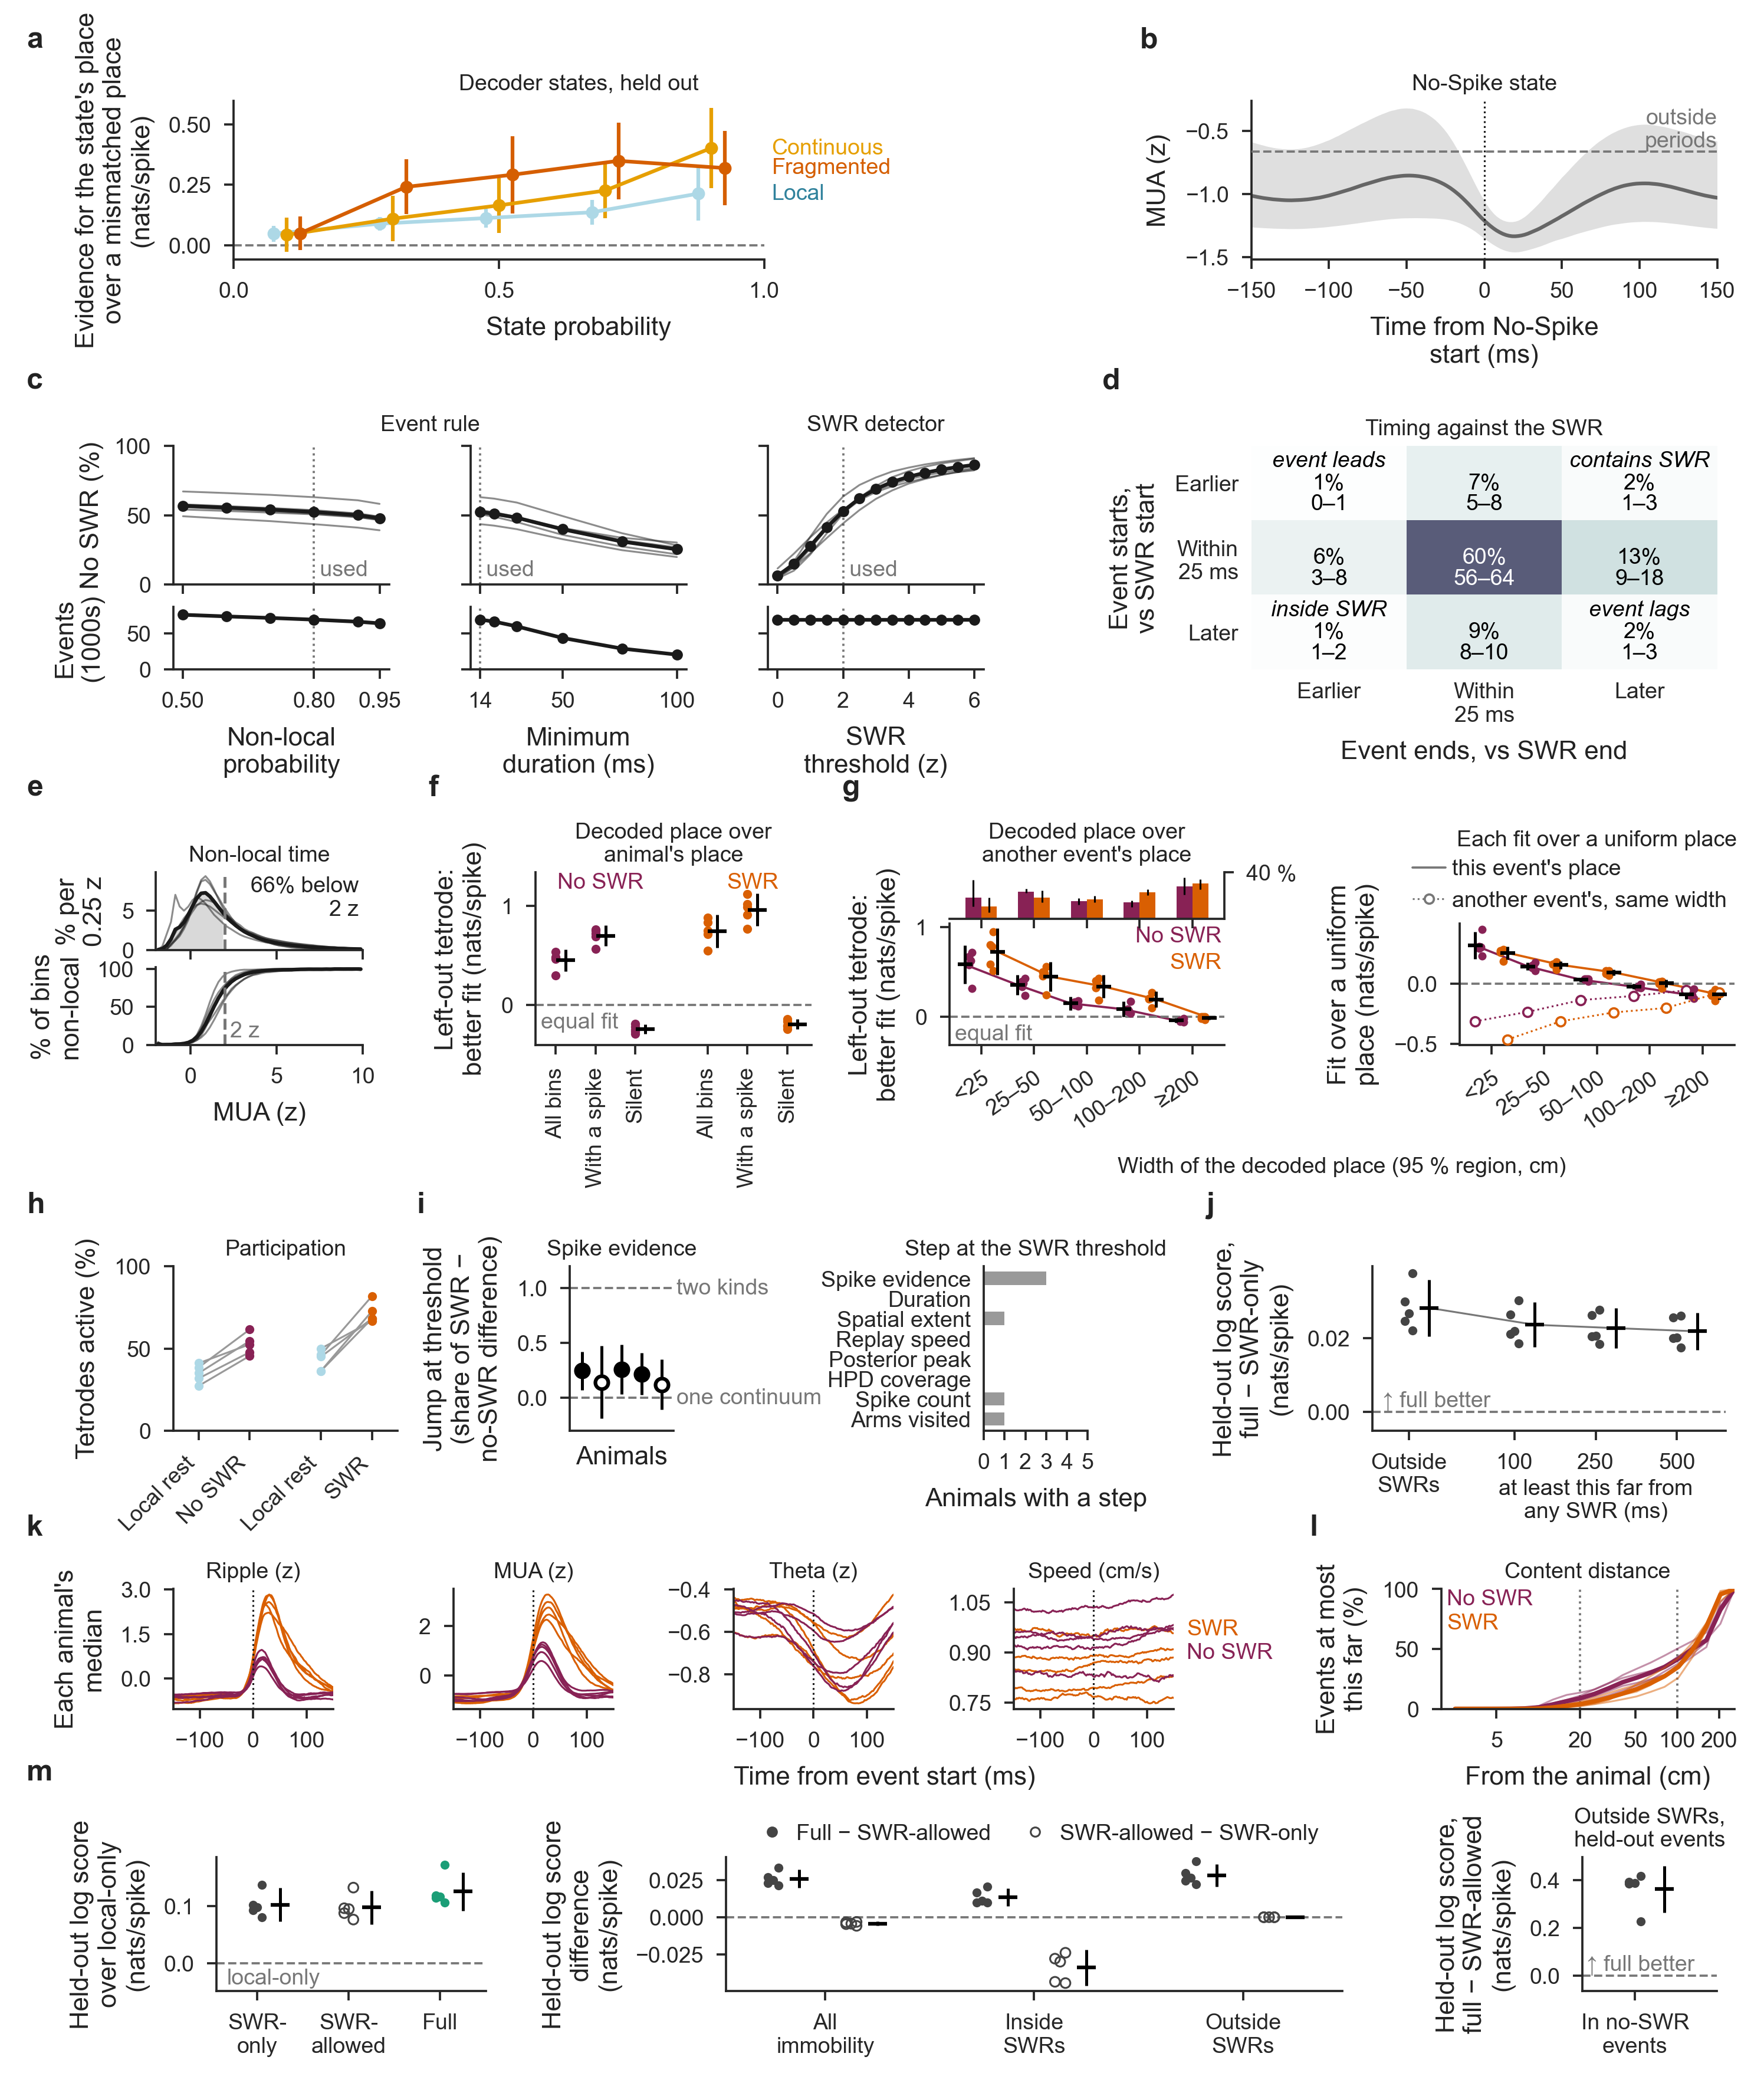 a
Evidence for the state's place
over a mismatched place
(nats/spike)
Decoder states, held out
0.50
0.25
0.00
0.0
0.5
1.0
State probability
Continuous
Fragmented
Local
b
No-Spike state
MUA (z)
−0.5
−1.0
−1.5
outside
periods
−150
−100
−50
0
50
100
150
Time from No-Spike
start (ms)
c
Event rule
SWR detector
No SWR (%)
100
50
0
used
used
used
Events
(1000s)
50
0
0.50
0.80
0.95
Non-local
probability
14
50
100
Minimum
duration (ms)
0
2
4
6
SWR
threshold (z)
d
Timing against the SWR
Event starts,
vs SWR start
Earlier
Within
25 ms
Later
event leads
1%
0–1
7%
5–8
contains SWR
2%
1–3
6%
3–8
60%
56–64
13%
9–18
inside SWR
1%
1–2
9%
8–10
event lags
2%
1–3
Earlier
Within
25 ms
Later
Event ends, vs SWR end
e
Non-local time
% per
0.25 z
5
0
66% below
2 z
% of bins
non-local
100
50
0
2 z
0
5
10
MUA (z)
f
Decoded place over
animal's place
Left-out tetrode:
better fit (nats/spike)
No SWR
SWR
1
0
equal fit
All bins
With a spike
Silent
All bins
With a spike
Silent
g
Decoded place over
another event's place
40 %
Left-out tetrode:
better fit (nats/spike)
1
0
No SWR
SWR
equal fit
<25
25–50
50–100
100–200
≥200
Each fit over a uniform place
this event's place
another event's, same width
Fit over a uniform
place (nats/spike)
0.0
−0.5
<25
25–50
50–100
100–200
≥200
Width of the decoded place (95 % region, cm)
h
Participation
Tetrodes active (%)
100
50
0
Local rest
No SWR
Local rest
SWR
i
Spike evidence
Jump at threshold
(share of SWR −
no-SWR difference)
1.0
0.5
0.0
two kinds
one continuum
Animals
Step at the SWR threshold
Spike evidence
Duration
Spatial extent
Replay speed
Posterior peak
HPD coverage
Spike count
Arms visited
0
1
2
3
4
5
Animals with a step
j
Held-out log score,
full − SWR-only
(nats/spike)
0.02
0.00
↑ full better
Outside
SWRs
100
250
500
at least this far from
any SWR (ms)
k
Each animal's
median
Ripple (z)
3.0
1.5
0.0
−100
0
100
MUA (z)
2
0
−100
0
100
Theta (z)
−0.4
−0.6
−0.8
−100
0
100
Speed (cm/s)
1.05
0.90
0.75
−100
0
100
SWR
No SWR
Time from event start (ms)
l
Content distance
Events at most
this far (%)
100
50
0
No SWR
SWR
5
20
50
100
200
From the animal (cm)
m
Held-out log score
over local-only
(nats/spike)
0.1
0.0
local-only
SWR-
only
SWR-
allowed
Full
Held-out log score
difference
(nats/spike)
Full − SWR-allowed
SWR-allowed − SWR-only
0.025
0.000
−0.025
All
immobility
Inside
SWRs
Outside
SWRs
Outside SWRs,
held-out events
Held-out log score,
full − SWR-allowed
(nats/spike)
0.4
0.2
0.0
↑ full better
In no-SWR
events